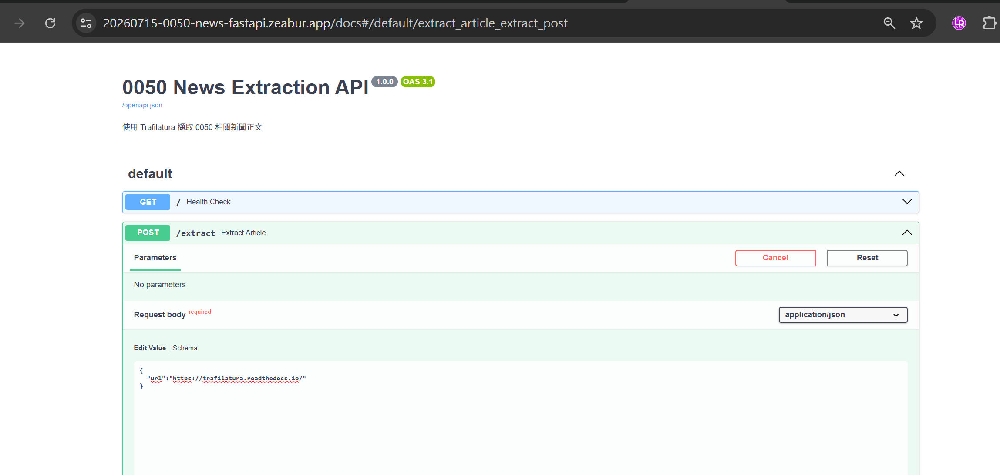 20260715-0050-news-fastapi.zeabur.app/docs#/default/extract_article_extract_post
LR
0050 News Extraction API 1.0.0 OAS 3.1
/openapi.json
使用 Trafilatura 擷取 0050 相關新聞正文
default
GET / Health Check
POST /extract Extract Article
Parameters Cancel Reset
No parameters
Request body required application/json
Edit Value Schema
{
"url":"https://trafilatura.readthedocs.io/"
}